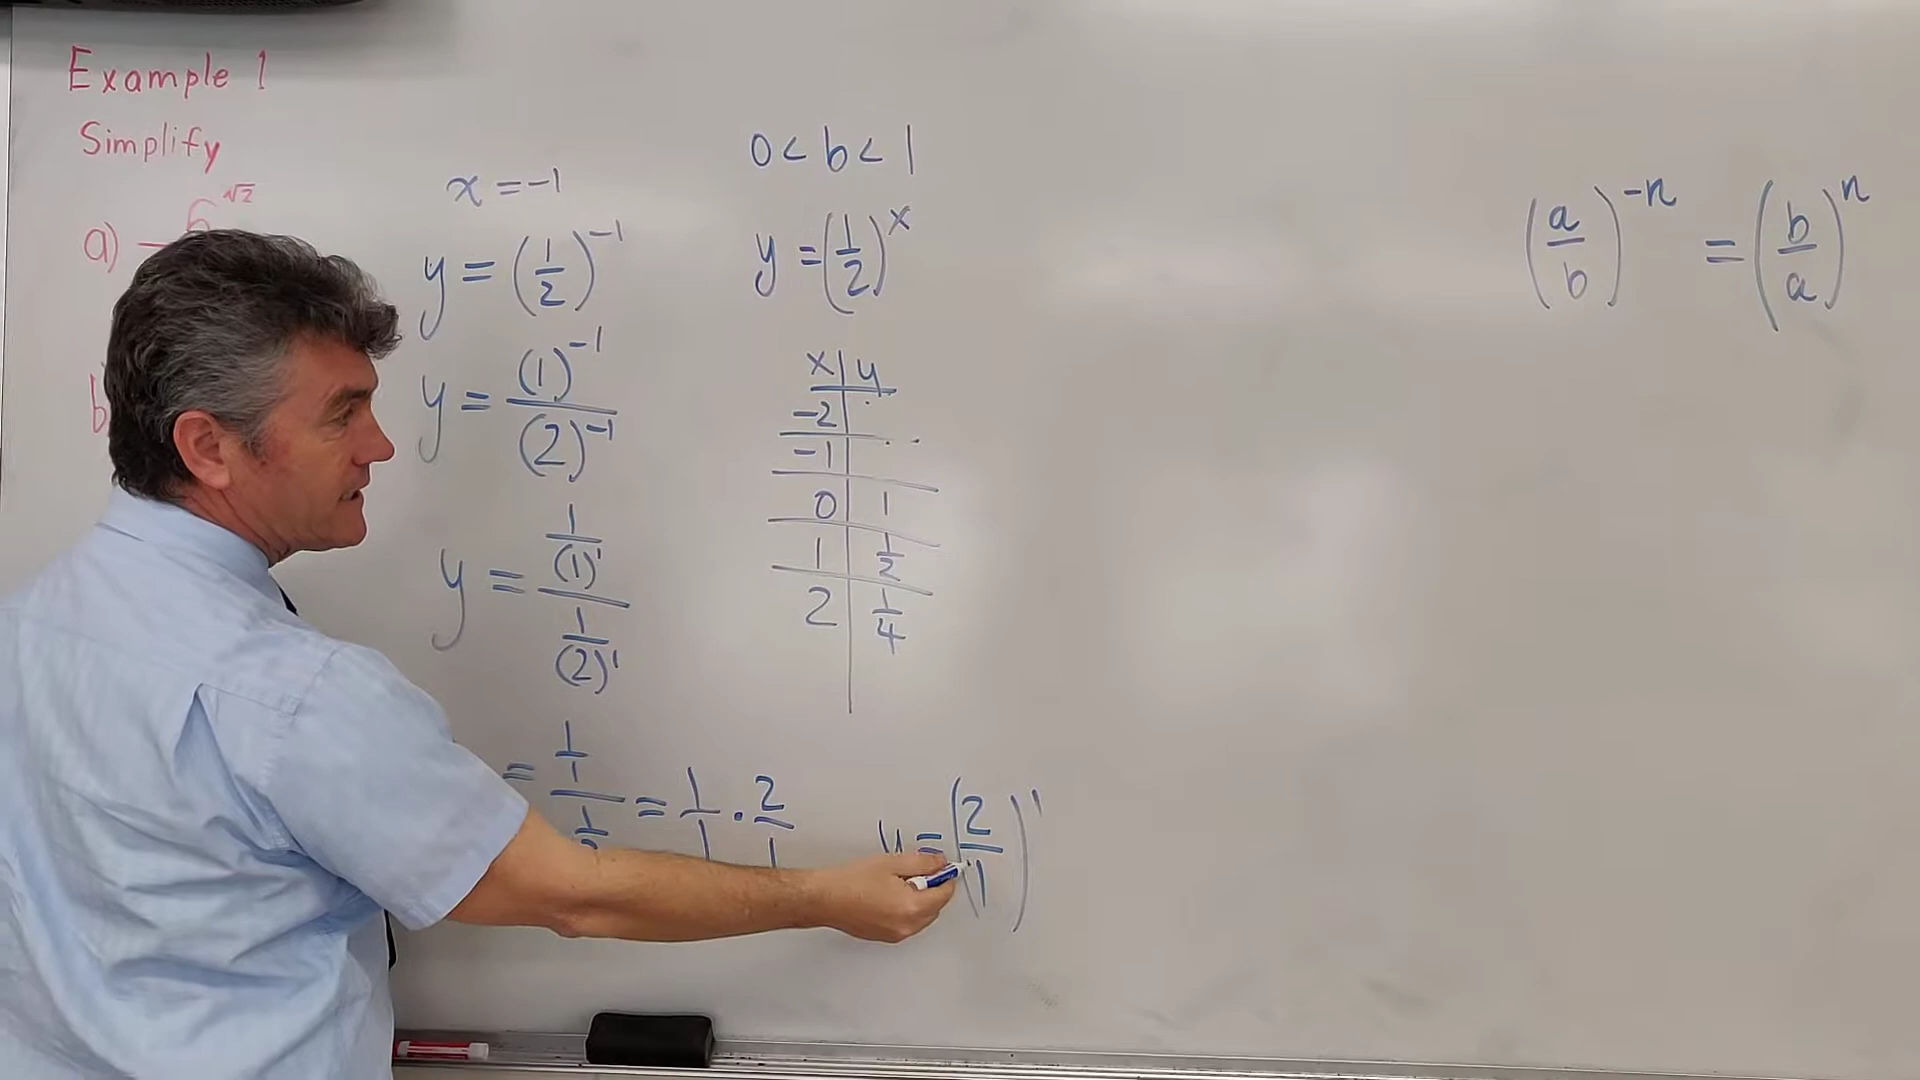 Example 1
Simplify
a) 6^√2
b
x = -1
y = (1/2)^-1
y = (1)^-1/(2)^-1
y = (1/(1)^1)/(1/(2)^1)
= (1/1)/(1/2) = 1/1 · 2/1
0 < b < 1
y = (1/2)^x
x | y
-2 |
-1 |
0 | 1
1 | 1/2
2 | 1/4
y = (2/1)^1
(a/b)^-n = (b/a)^n